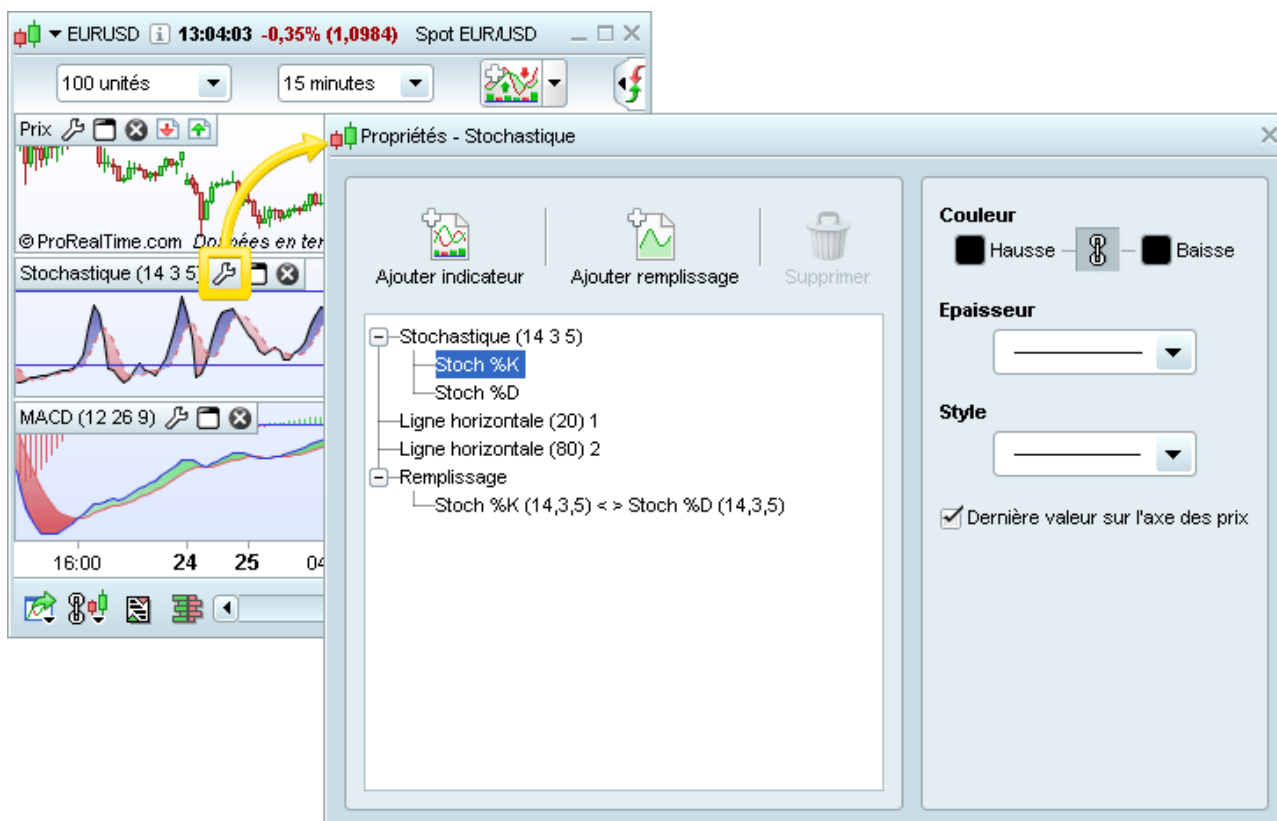 EURUSD 13:04:03 -0,35% (1,0984) Spot EUR/USD
100 unités 15 minutes
Prix
© ProRealTime.com Données en ter
Stochastique (14 3 5)
MACD (12 26 9)
16:00 24 25
Propriétés - Stochastique
Ajouter indicateur Ajouter remplissage Supprimer
Stochastique (14 3 5)
Stoch %K
Stoch %D
Ligne horizontale (20) 1
Ligne horizontale (80) 2
Remplissage
Stoch %K (14,3,5) < > Stoch %D (14,3,5)
Couleur
Hausse Baisse
Epaisseur
Style
Dernière valeur sur l'axe des prix